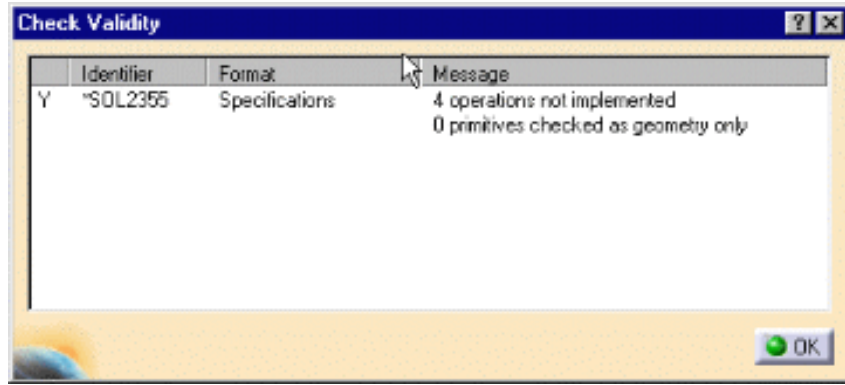 Check Validity
Identifier Format Message
Y *SOL2355 Specifications 4 operations not implemented
0 primitives checked as geometry only
OK